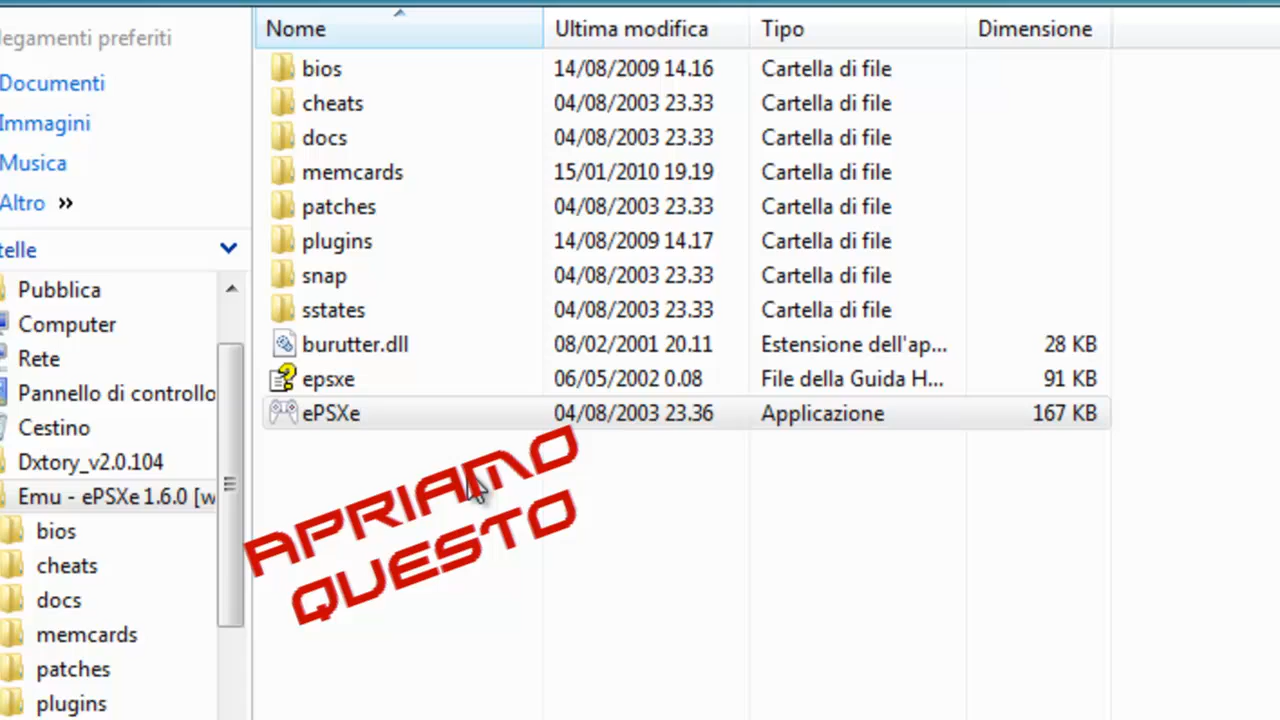 legamenti preferiti
Documenti
Immagini
Musica
Altro »
telle
Pubblica
Computer
Rete
Pannello di controllo
Cestino
Dxtory_v2.0.104
Emu - ePSXe 1.6.0 [w
bios
cheats
docs
memcards
patches
plugins
Nome Ultima modifica Tipo Dimensione
bios 14/08/2009 14.16 Cartella di file
cheats 04/08/2003 23.33 Cartella di file
docs 04/08/2003 23.33 Cartella di file
memcards 15/01/2010 19.19 Cartella di file
patches 04/08/2003 23.33 Cartella di file
plugins 14/08/2009 14.17 Cartella di file
snap 04/08/2003 23.33 Cartella di file
sstates 04/08/2003 23.33 Cartella di file
burutter.dll 08/02/2001 20.11 Estensione dell'ap... 28 KB
epsxe 06/05/2002 0.08 File della Guida H... 91 KB
ePSXe 04/08/2003 23.36 Applicazione 167 KB
APRIAMO
QUESTO